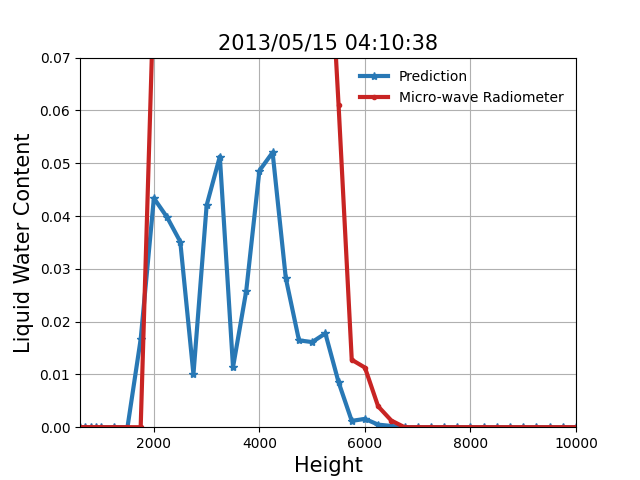 2013/05/15 04:10:38
Prediction
Micro-wave Radiometer
Liquid Water Content
0.07
0.06
0.05
0.04
0.03
0.02
0.01
0.00
2000 4000 6000 8000 10000
Height